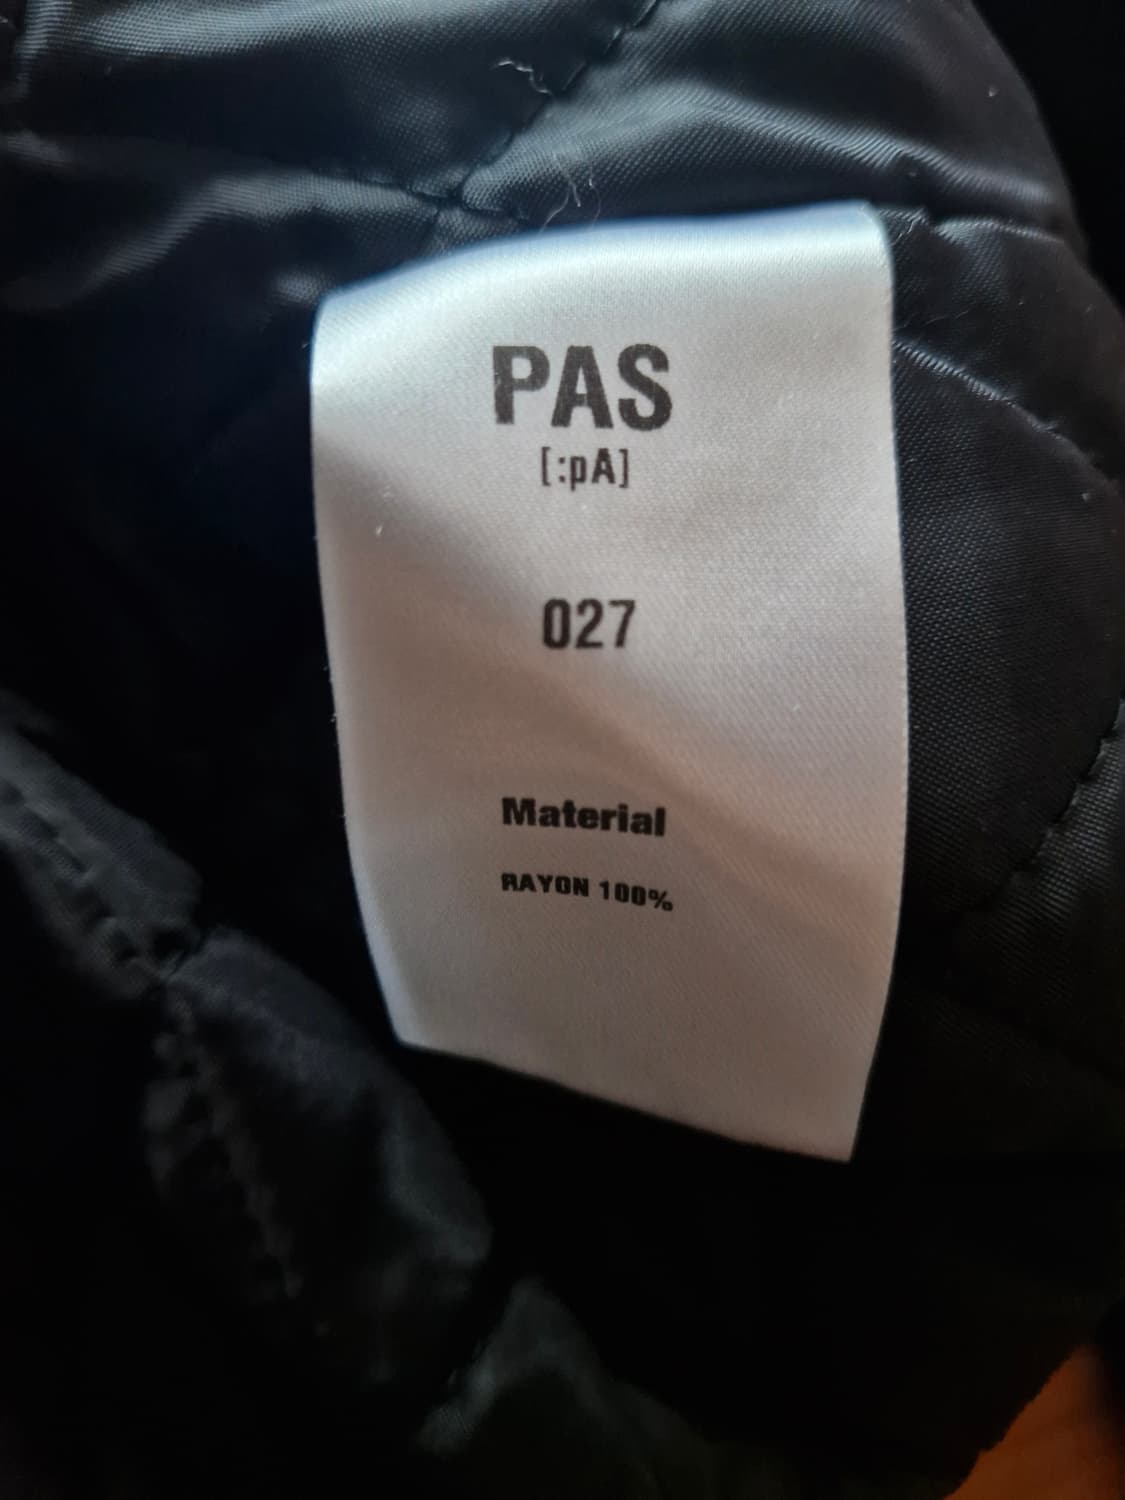 PAS
[:pA]
027
Material
RAYON 100%